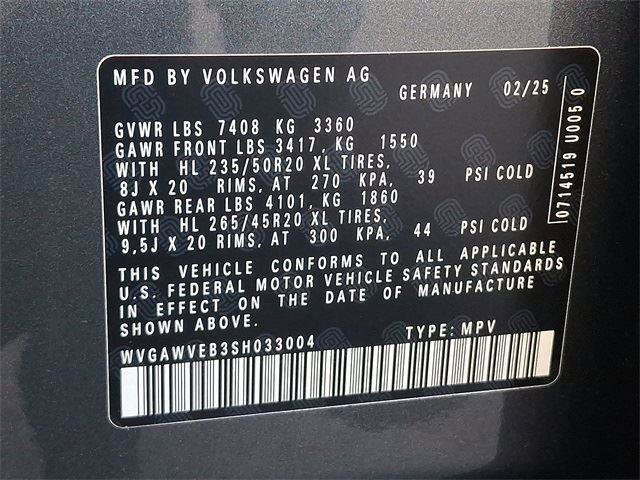 MFD BY VOLKSWAGEN AG
GERMANY 02/25
GVWR LBS 7408 KG 3360
GAWR FRONT LBS 3417, KG 1550
WITH HL 235/50R20 XL TIRES,
8J X 20 RIMS, AT 270 KPA, 39 PSI COLD
GAWR REAR LBS 4101, KG 1860
WITH HL 265/45R20 XL TIRES,
9,5J X 20 RIMS, AT 300 KPA, 44 PSI COLD
THIS VEHICLE CONFORMS TO ALL APPLICABLE
U.S. FEDERAL MOTOR VEHICLE SAFETY STANDARDS
IN EFFECT ON THE DATE OF MANUFACTURE
SHOWN ABOVE.
WVGAWVEB3SH033004 TYPE: MPV
0714519 U005 0